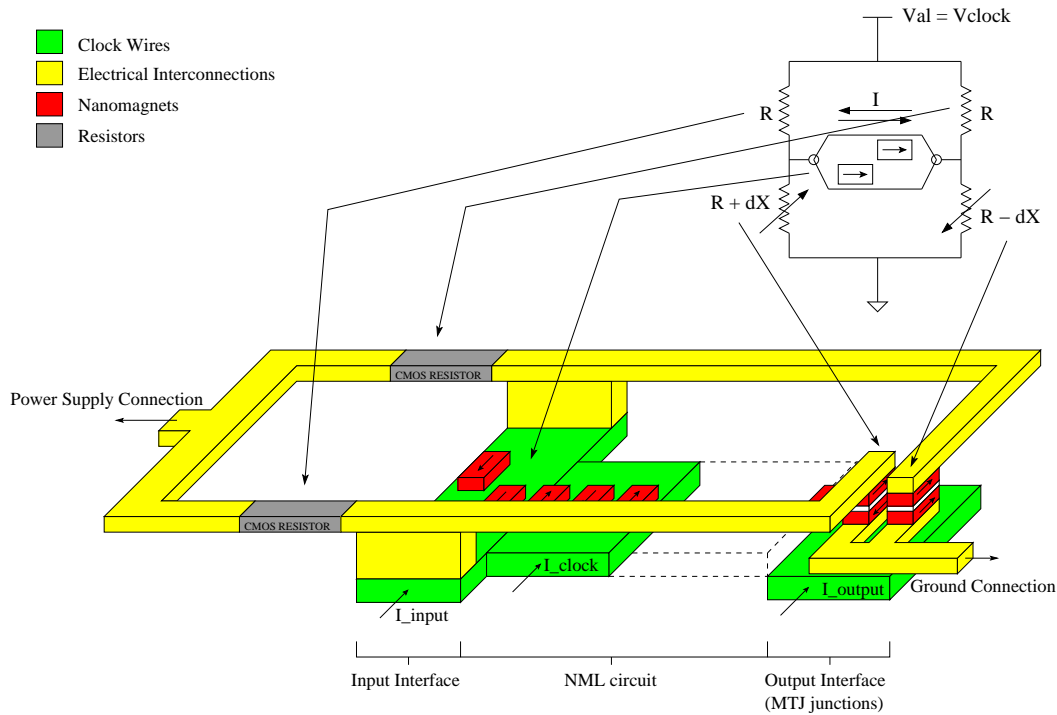 Val = Vclock
Clock Wires
Electrical Interconnections
Nanomagnets
Resistors
I
R
R
R + dX
R − dX
CMOS RESISTOR
Power Supply Connection
CMOS RESISTOR
I_clock
I_output
Ground Connection
I_input
Input Interface
NML circuit
Output Interface
(MTJ junctions)